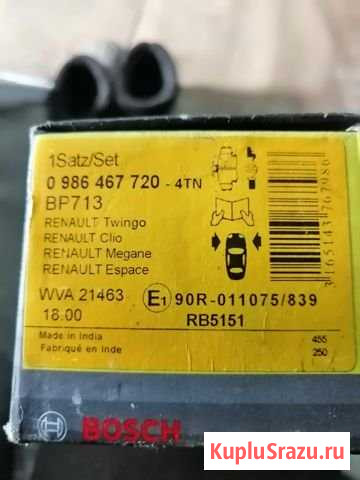 1Satz/Set
0 986 467 720 - 4TN
BP713
RENAULT Twingo
RENAULT Clio
RENAULT Megane
RENAULT Espace
WVA 21463
18.00
E1 90R-011075/839
RB5151
Made in India
Fabriqué en Inde
455
250
3165143767986
BOSCH
KupluSrazu.ru